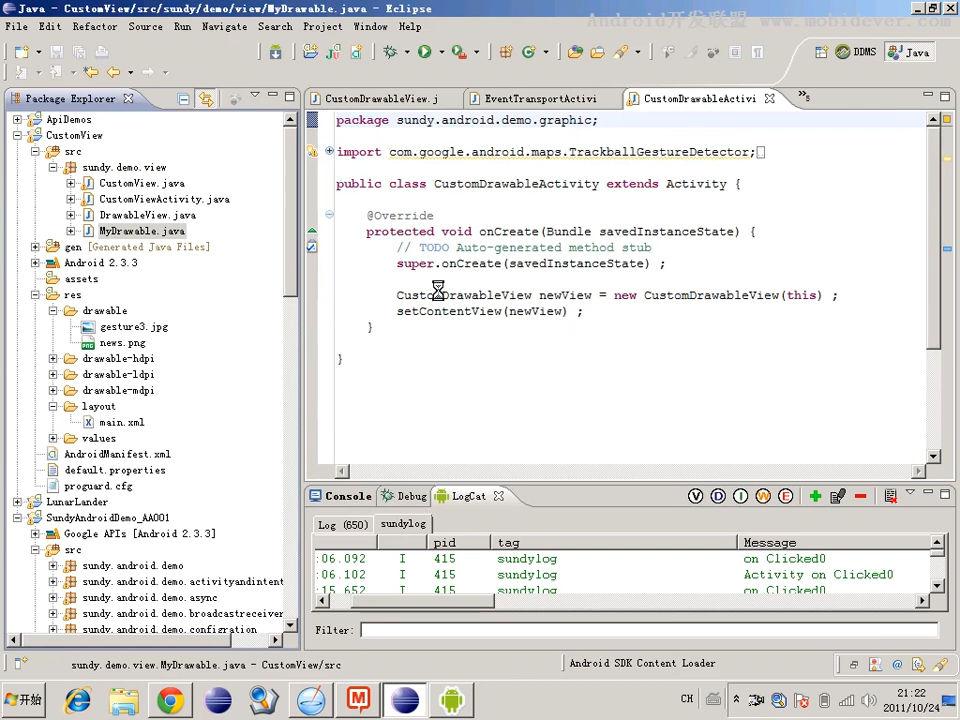 Java - CustomView/src/sundy/demo/view/MyDrawable.java - Eclipse
Android开发联盟 www.mobidever.com
File Edit Refactor Source Run Navigate Search Project Window Help
DDMS
Java
Package Explorer
ApiDemos
CustomView
src
sundy.demo.view
CustomView.java
CustomViewActivity.java
DrawableView.java
MyDrawable.java
gen [Generated Java Files]
Android 2.3.3
assets
res
drawable
gesture3.jpg
news.png
drawable-hdpi
drawable-ldpi
drawable-mdpi
layout
main.xml
values
AndroidManifest.xml
default.properties
proguard.cfg
LunarLander
SundyAndroidDemo_AA001
Google APIs [Android 2.3.3]
src
sundy.android.demo
sundy.android.demo.activityandintent
sundy.android.demo.async
sundy.android.demo.broadcastreceiver
sundy.android.demo.configration
CustomDrawableView.j
EventTransportActivi
CustomDrawableActivi
»5
package sundy.android.demo.graphic;
import com.google.android.maps.TrackballGestureDetector;
public class CustomDrawableActivity extends Activity {
@Override
protected void onCreate(Bundle savedInstanceState) {
// TODO Auto-generated method stub
super.onCreate(savedInstanceState) ;
CustomDrawableView newView = new CustomDrawableView(this) ;
setContentView(newView) ;
}
}
Console Debug LogCat
V D I W E
Log (650) sundylog
pid tag Message
:06.092 I 415 sundylog on Clicked0
:06.102 I 415 sundylog Activity on Clicked0
:15.652 I 415 sundylog on Clicked0
Filter:
sundy.demo.view.MyDrawable.java - CustomView/src
Android SDK Content Loader
开始
CH
21:22
2011/10/24